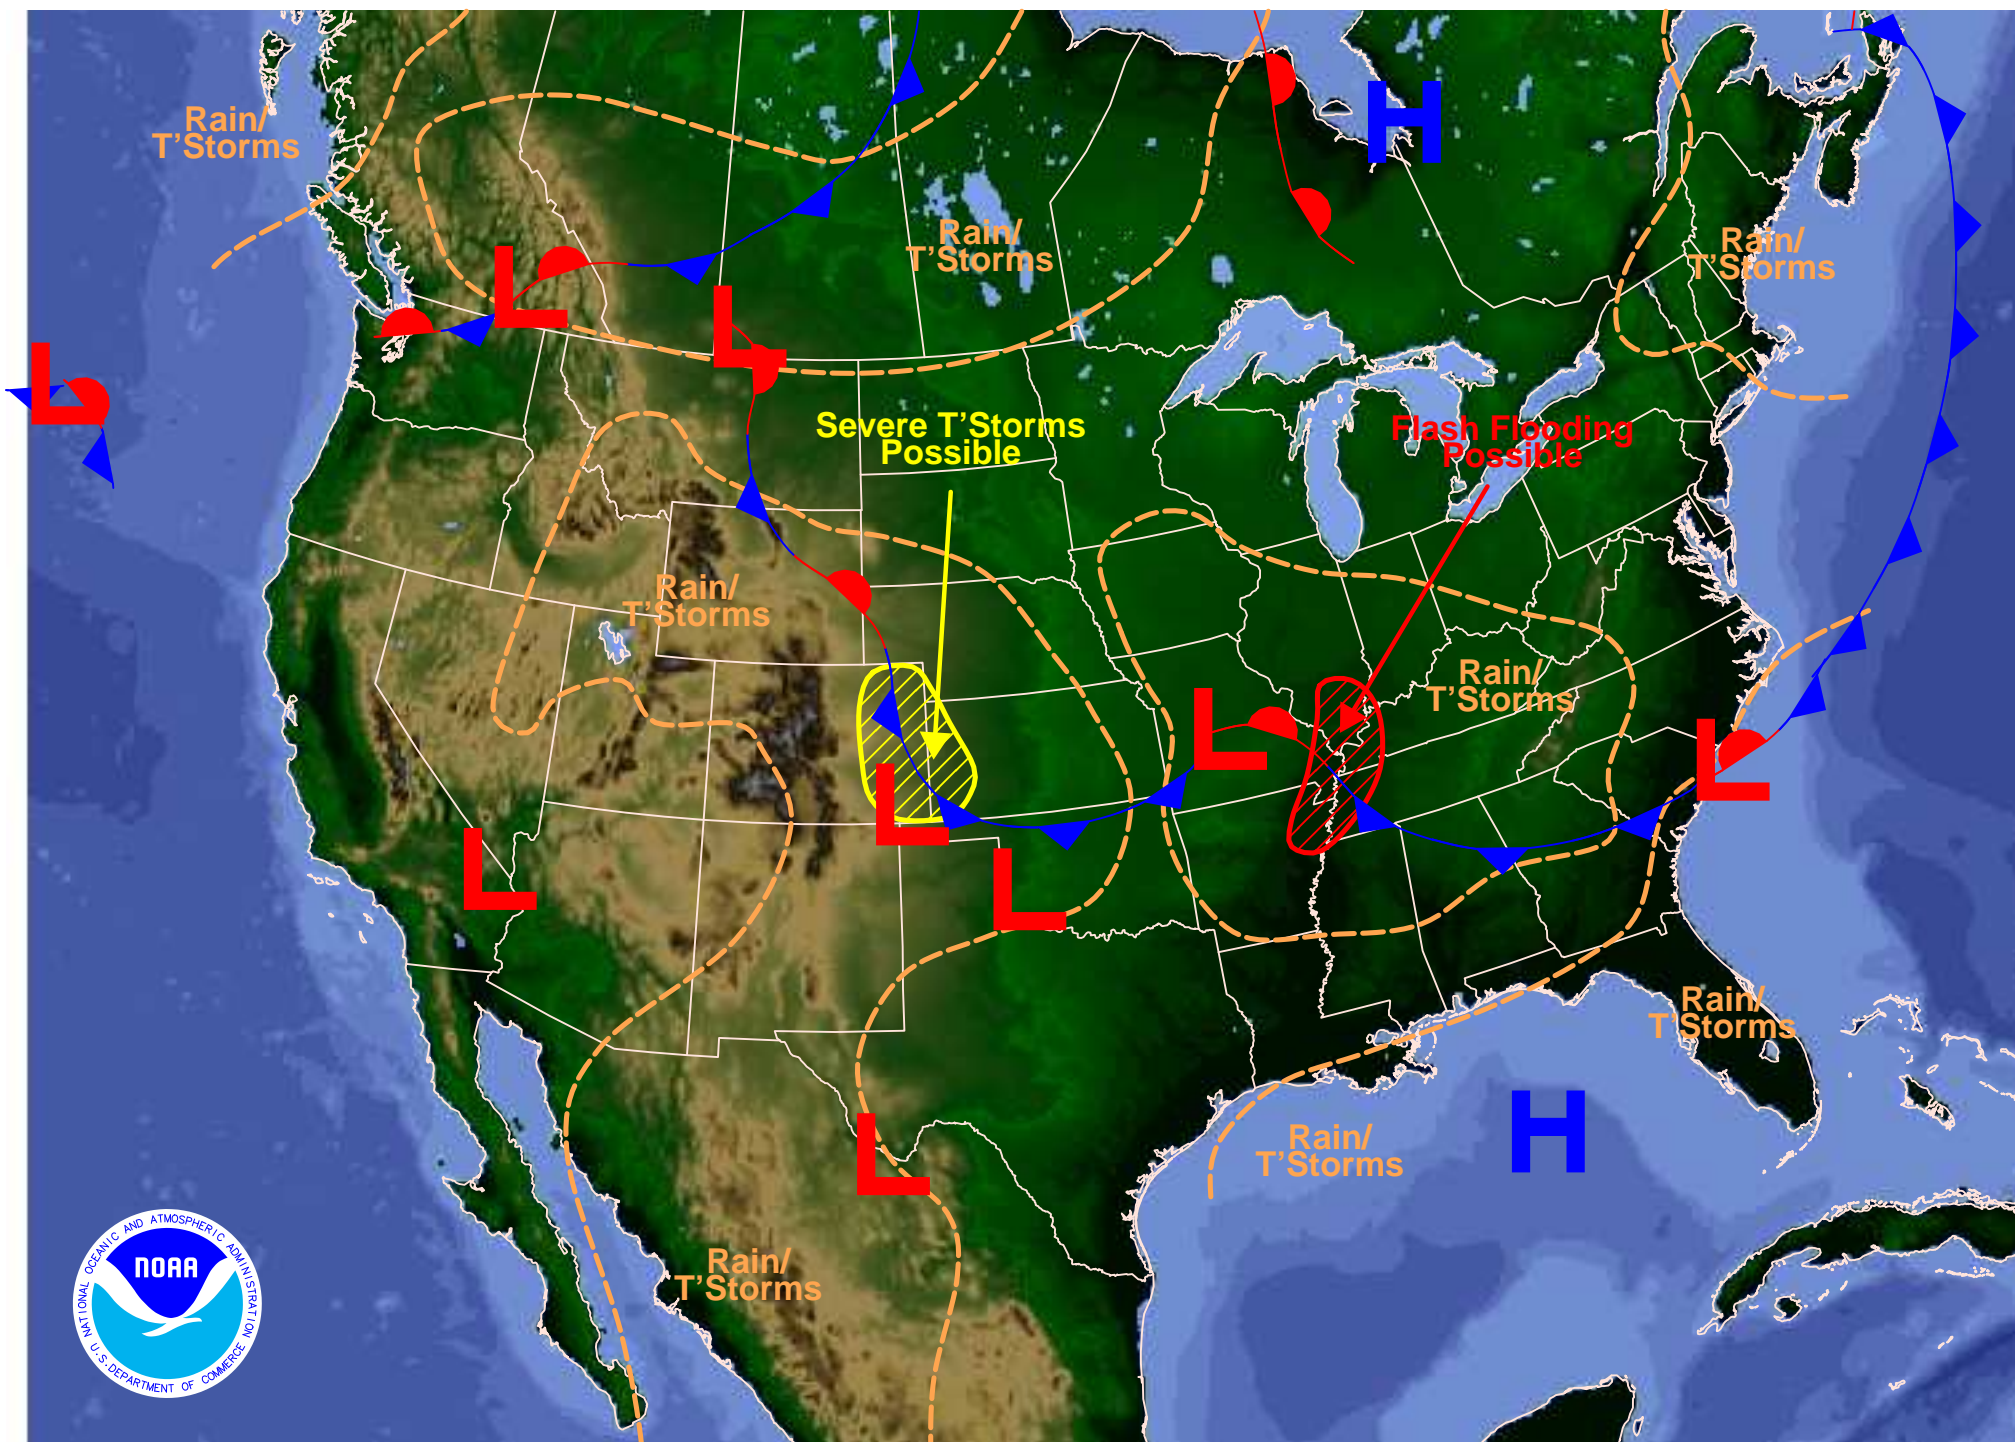 Rain/
T'Storms
H
Rain/
T'Storms
Rain/
T'Storms
L
L
L
Severe T'Storms
Possible
Flash Flooding
Possible
Rain/
T'Storms
Rain/
T'Storms
L
L
L
L
L
Rain/
T'Storms
H
Rain/
T'Storms
L
Rain/
T'Storms
NATIONAL OCEANIC AND ATMOSPHERIC ADMINISTRATION
NOAA
U.S. DEPARTMENT OF COMMERCE